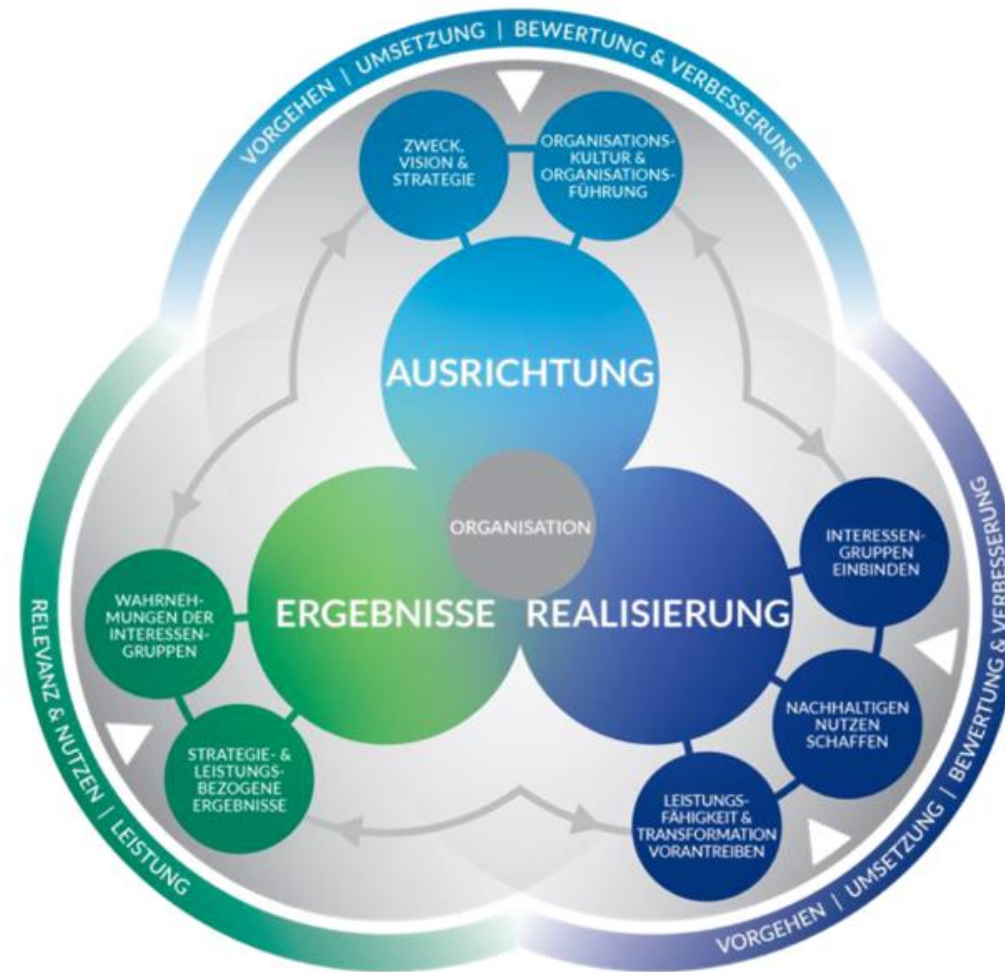 VORGEHEN | UMSETZUNG | BEWERTUNG & VERBESSERUNG
ZWECK,
VISION &
STRATEGIE
ORGANISATIONS-
KULTUR &
ORGANISATIONS-
FÜHRUNG
AUSRICHTUNG
ORGANISATION
ERGEBNISSE
REALISIERUNG
INTERESSEN-
GRUPPEN
EINBINDEN
NACHHALTIGEN
NUTZEN
SCHAFFEN
LEISTUNGS-
FÄHIGKEIT &
TRANSFORMATION
VORANTREIBEN
VORGEHEN | UMSETZUNG | BEWERTUNG & VERBESSERUNG
WAHRNEH-
MUNGEN DER
INTERESSEN-
GRUPPEN
STRATEGIE- &
LEISTUNGS-
BEZOGENE
ERGEBNISSE
RELEVANZ & NUTZEN | LEISTUNG